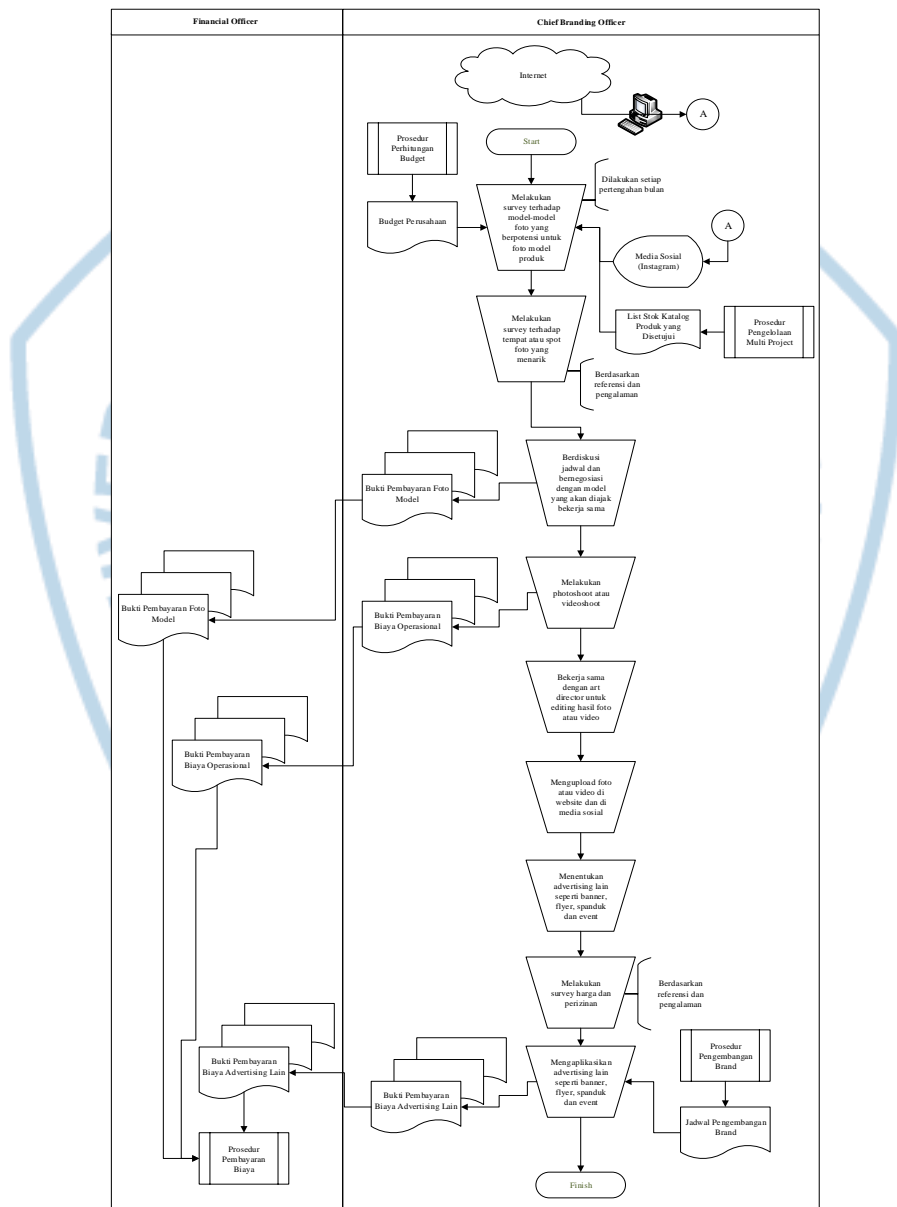 Financial Officer
Chief Branding Officer
Internet
A
Prosedur
Perhitungan
Budget
Start
Dilakukan setiap
pertengahan bulan
Melakukan
survey terhadap
model-model
foto yang
berpotensi untuk
foto model
produk
Budget Perusahaan
A
Media Sosial
(Instagram)
Melakukan
survey terhadap
tempat atau spot
foto yang
menarik
List Stok Katalog
Produk yang
Disetujui
Prosedur
Pengelolaan
Multi Project
Berdasarkan
referensi dan
pengalaman
Berdiskusi
jadwal dan
bernegosiasi
dengan model
yang akan diajak
bekerja sama
Bukti Pembayaran Foto
Model
Melakukan
photoshoot atau
videoshoot
Bukti Pembayaran Foto
Model
Bukti Pembayaran
Biaya Operasional
Bekerja sama
dengan art
director untuk
editing hasil foto
atau video
Bukti Pembayaran
Biaya Operasional
Mengupload foto
atau video di
website dan di
media sosial
Menentukan
advertising lain
seperti banner,
flyer, spanduk
dan event
Melakukan
survey harga dan
perizinan
Berdasarkan
referensi dan
pengalaman
Bukti Pembayaran
Biaya Advertising Lain
Mengaplikasikan
advertising lain
seperti banner,
flyer, spanduk
dan event
Prosedur
Pengembangan
Brand
Bukti Pembayaran
Biaya Advertising Lain
Jadwal Pengembangan
Brand
Prosedur
Pembayaran
Biaya
Finish